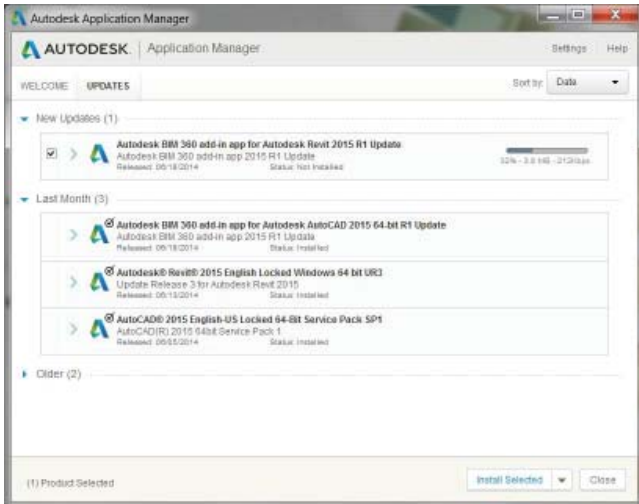 Autodesk Application Manager
AUTODESK. Application Manager
Settings Help
WELCOME UPDATES
Sort by: Data
New Updates (1)
Autodesk BIM 360 add-in app for Autodesk Revit 2015 R1 Update
Autodesk BIM 360 add-in app 2015 R1 Update
Released: 06/18/2014 Status: Not Installed
Last Month (3)
Autodesk BIM 360 add-in app for Autodesk AutoCAD 2015 64-bit R1 Update
Autodesk BIM 360 add-in app 2015 R1 Update
Released: 06/18/2014 Status: Installed
Autodesk® Revit® 2015 English Locked Windows 64 bit UR3
Update Release 3 for Autodesk Revit 2015
Released: 06/13/2014 Status: Installed
AutoCAD® 2015 English-US Locked 64-Bit Service Pack SP1
AutoCAD(R) 2015 64bit Service Pack 1
Released: 06/05/2014 Status: Installed
Older (2)
(1) Product Selected
Install Selected Close